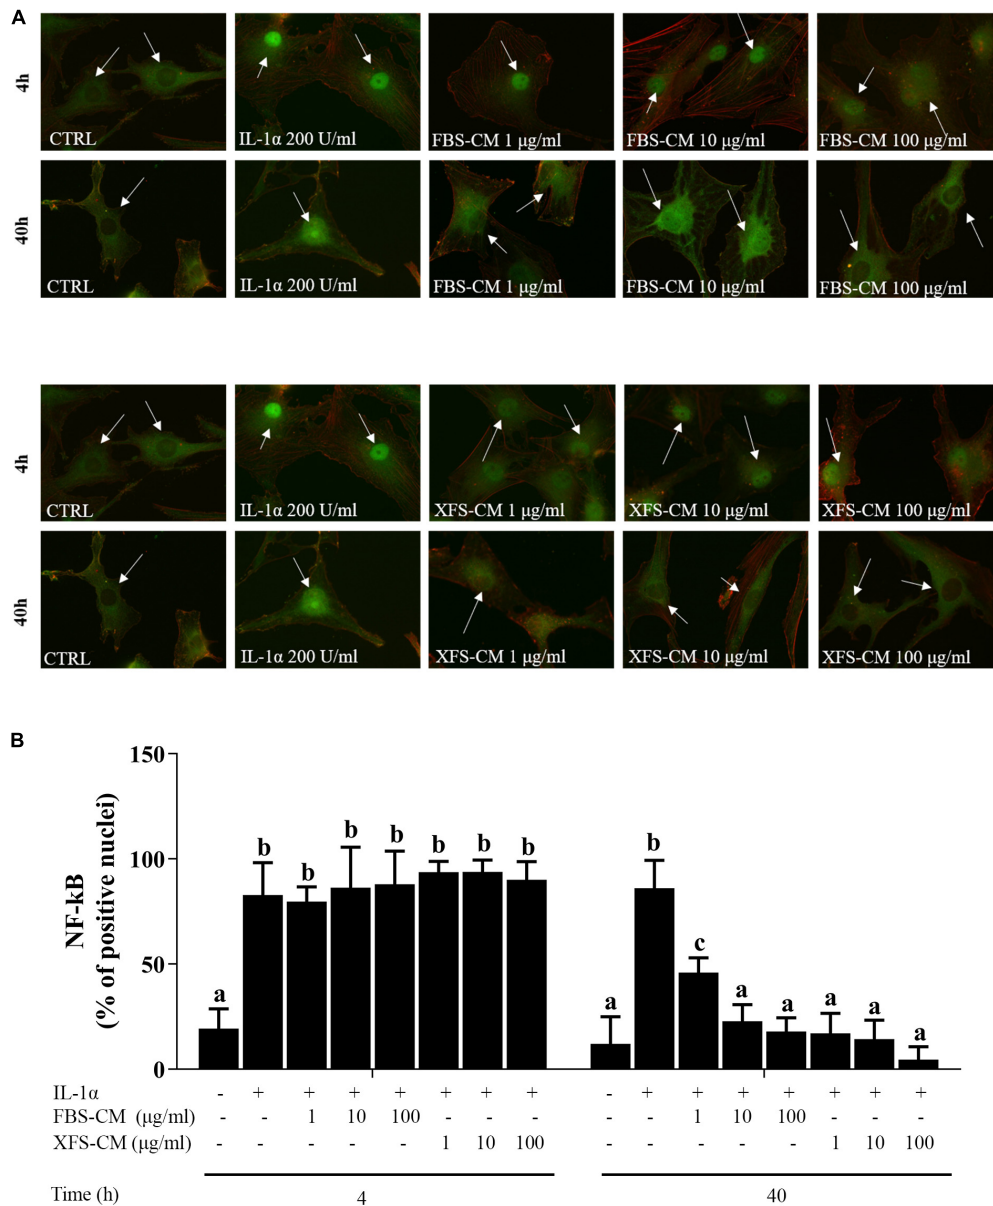 A
4h
CTRL
IL-1α 200 U/ml
FBS-CM 1 µg/ml
FBS-CM 10 µg/ml
FBS-CM 100 µg/ml
40h
CTRL
IL-1α 200 U/ml
FBS-CM 1 µg/ml
FBS-CM 10 µg/ml
FBS-CM 100 µg/ml
4h
CTRL
IL-1α 200 U/ml
XFS-CM 1 µg/ml
XFS-CM 10 µg/ml
XFS-CM 100 µg/ml
40h
CTRL
IL-1α 200 U/ml
XFS-CM 1 µg/ml
XFS-CM 10 µg/ml
XFS-CM 100 µg/ml
B
NF-kB
(% of positive nuclei)
150
100
50
0
a b b b b b b b a b c a a a a a
IL-1α - + + + + + + + - + + + + + + +
FBS-CM (µg/ml) - - 1 10 100 - - - - - 1 10 100 - - -
XFS-CM (µg/ml) - - - - - 1 10 100 - - - - - 1 10 100
Time (h) 4 40